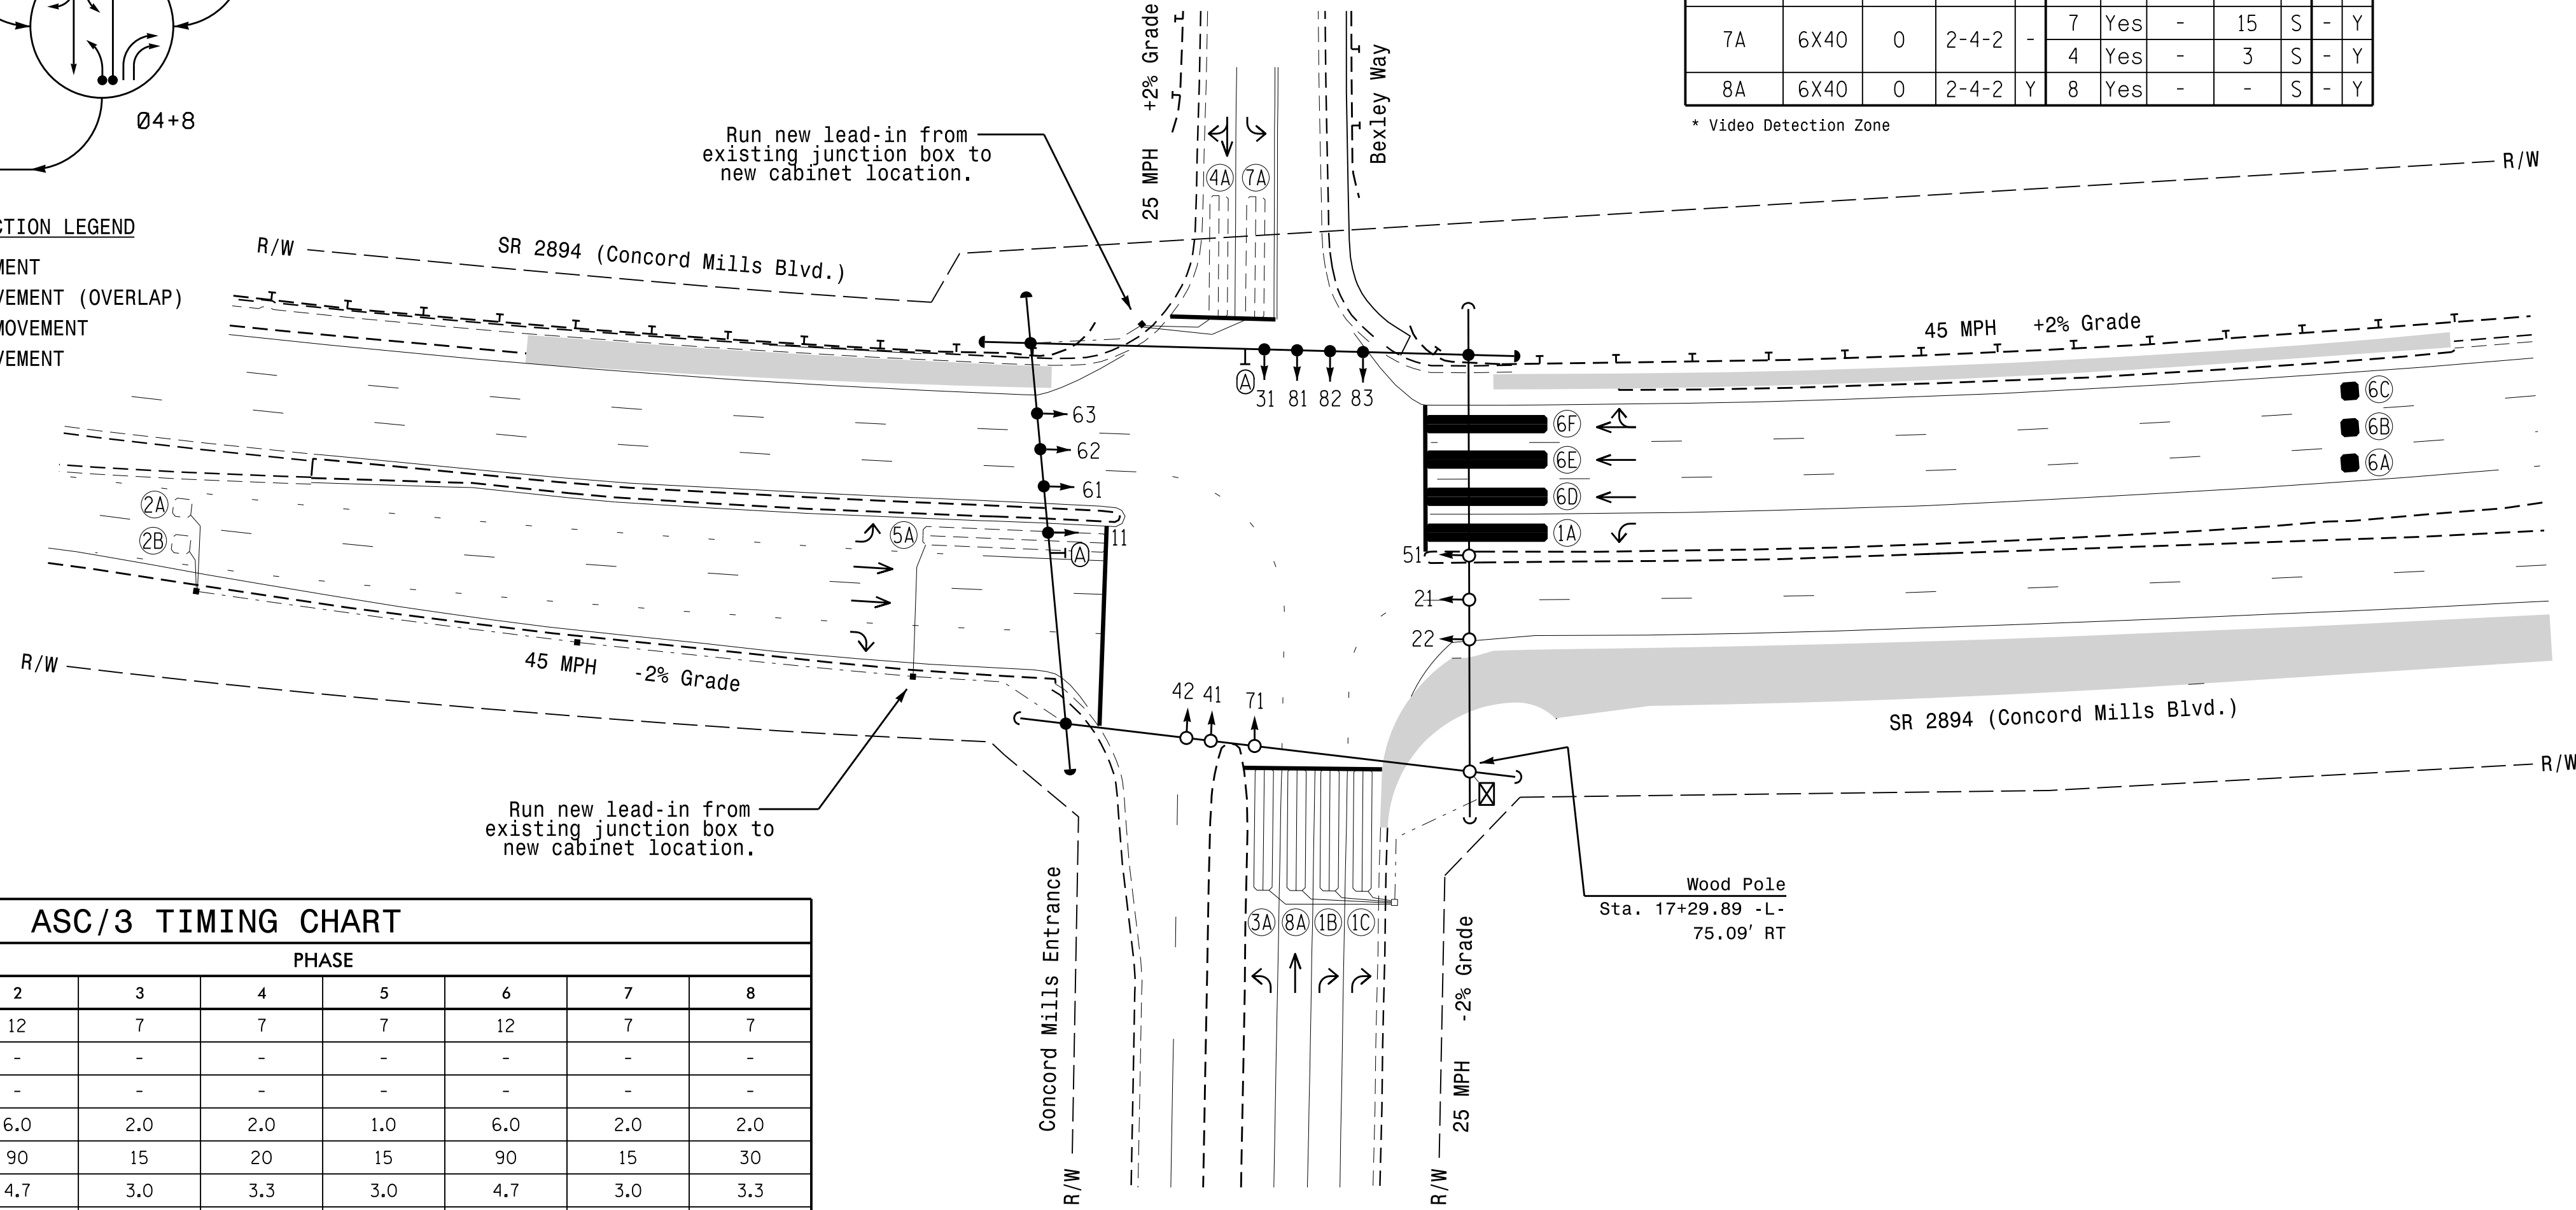 Ø4+8
CTION LEGEND
MENT
VEMENT (OVERLAP)
MOVEMENT
VEMENT
7A 6X40 0 2-4-2 - 7 Yes - 15 S - Y
4 Yes - 3 S - Y
8A 6X40 0 2-4-2 Y 8 Yes - - S - Y
* Video Detection Zone
25 MPH +2% Grade
Bexley Way
Run new lead-in from
existing junction box to
new cabinet location.
4A 7A
R/W
R/W
SR 2894 (Concord Mills Blvd.)
45 MPH +2% Grade
A 31 81 82 83
63
62
61
11
A
6F
6E
6D
1A
6C
6B
6A
2A
2B
5A
51
21
22
R/W
45 MPH -2% Grade
42 41 71
SR 2894 (Concord Mills Blvd.)
R/W
Run new lead-in from
existing junction box to
new cabinet location.
Wood Pole
Sta. 17+29.89 -L-
75.09' RT
3A 8A 1B 1C
Concord Mills Entrance
R/W
25 MPH -2% Grade
R/W
ASC/3 TIMING CHART
PHASE
2 3 4 5 6 7 8
12 7 7 7 12 7 7
- - - - - - -
- - - - - - -
6.0 2.0 2.0 1.0 6.0 2.0 2.0
90 15 20 15 90 15 30
4.7 3.0 3.3 3.0 4.7 3.0 3.3